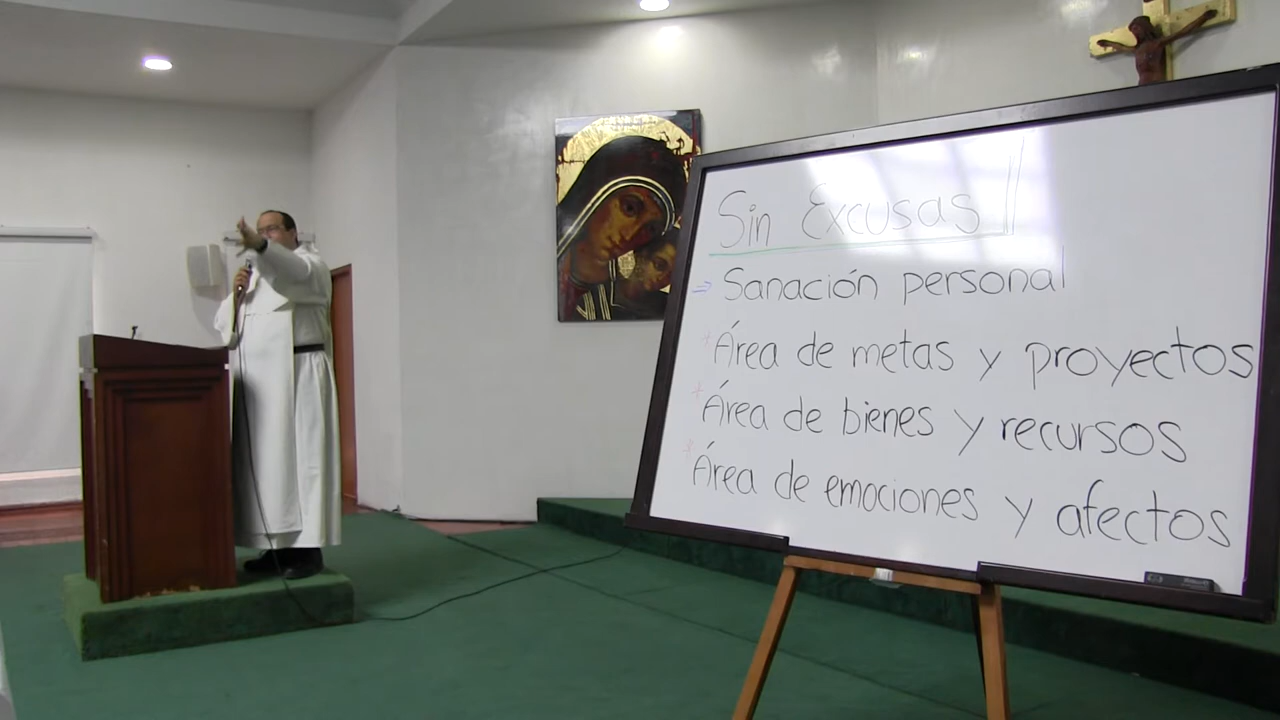 Sin Excusas ||
⇒ Sanación personal
* Área de metas y proyectos
* Área de bienes y recursos
* Área de emociones y afectos